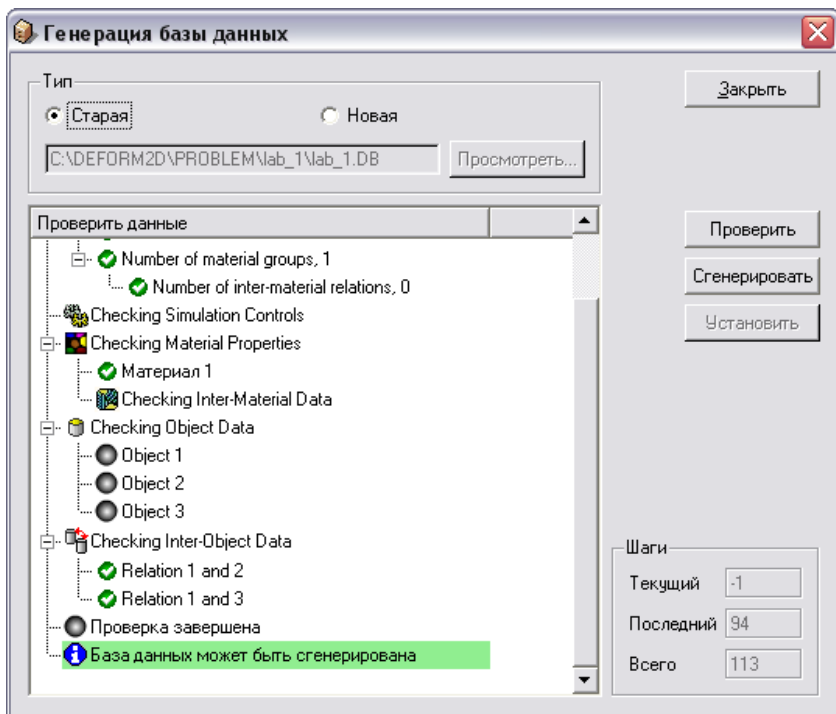 Генерация базы данных
Тип
Старая Новая
C:\DEFORM2D\PROBLEM\lab_1\lab_1.DB Просмотреть...
Закрыть
Проверить данные
Number of material groups, 1
Number of inter-material relations, 0
Checking Simulation Controls
Checking Material Properties
Материал 1
Checking Inter-Material Data
Checking Object Data
Object 1
Object 2
Object 3
Checking Inter-Object Data
Relation 1 and 2
Relation 1 and 3
Проверка завершена
База данных может быть сгенерирована
Проверить
Сгенерировать
Установить
Шаги
Текущий -1
Последний 94
Всего 113